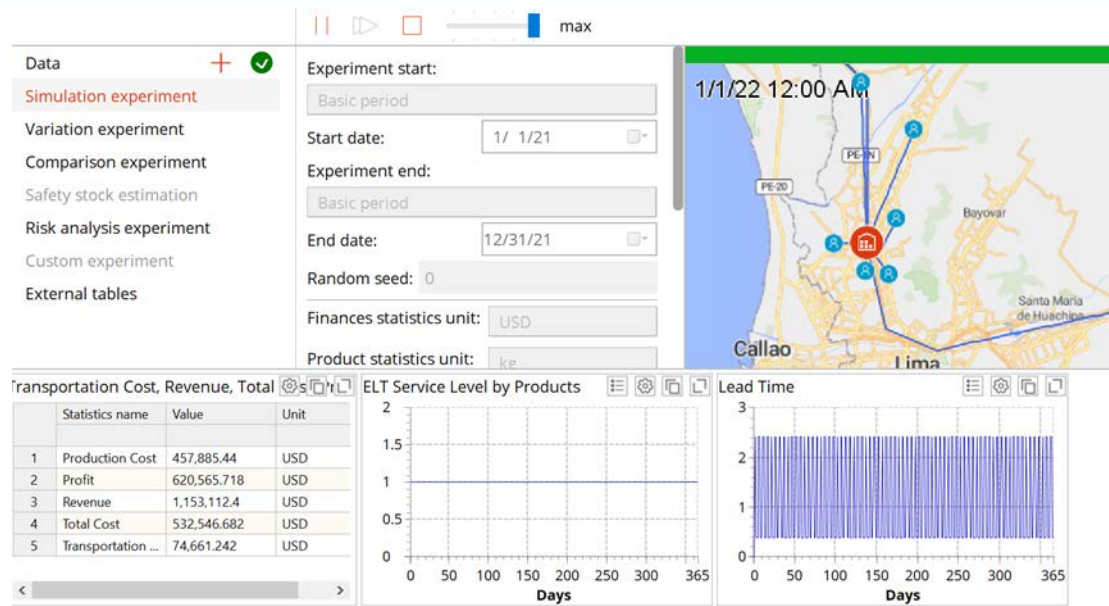 max
Data
Simulation experiment
Variation experiment
Comparison experiment
Safety stock estimation
Risk analysis experiment
Custom experiment
External tables
Experiment start:
Basic period
Start date:
1/ 1/21
Experiment end:
Basic period
End date:
12/31/21
Random seed: 0
Finances statistics unit: USD
Product statistics unit: kg
1/1/22 12:00 AM
PE-1N
PE-20
Bayovar
Santa Maria
de Huachipa
Callao
Lima
Transportation Cost, Revenue, Total
Statistics name Value Unit
1 Production Cost 457,885.44 USD
2 Profit 620,565.718 USD
3 Revenue 1,153,112.4 USD
4 Total Cost 532,546.682 USD
5 Transportation ... 74,661.242 USD
ELT Service Level by Products
2
1.5
1
0.5
0
0 50 100 150 200 250 300 365
Days
Lead Time
3
2
1
0
0 50 100 150 200 250 300 365
Days